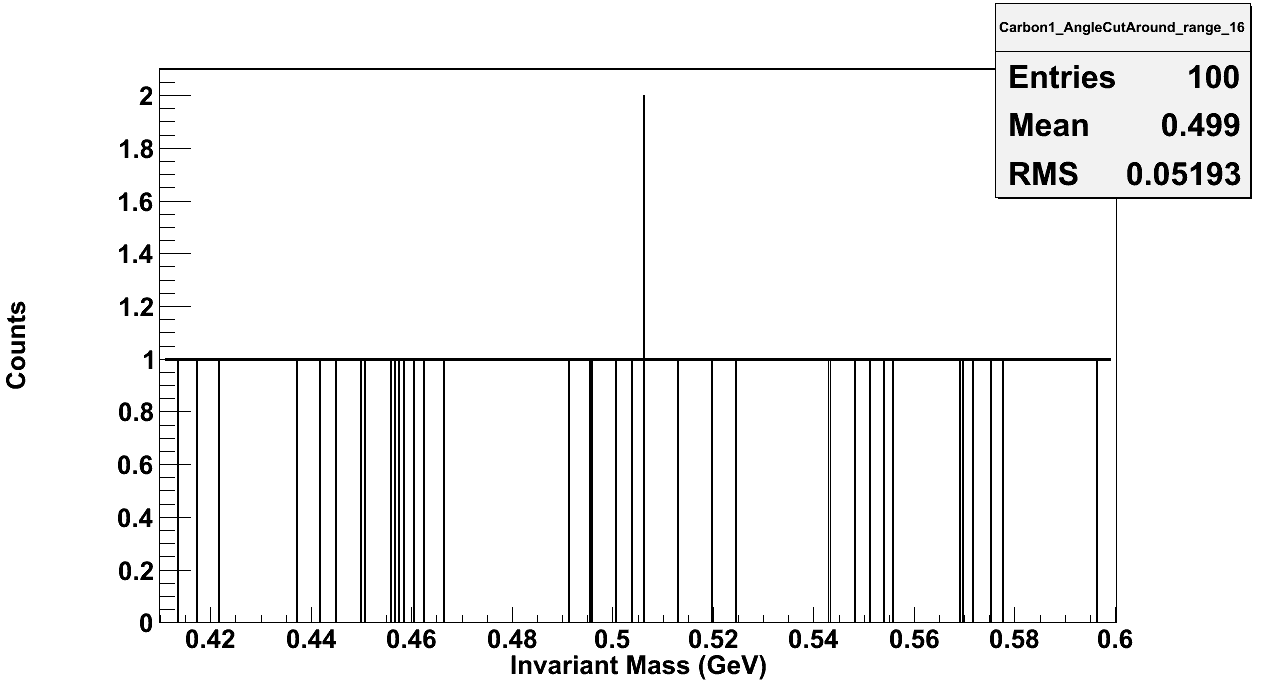 Carbon1_AngleCutAround_range_16
Entries 100
Mean 0.499
RMS 0.05193
2
1.8
1.6
1.4
1.2
1
0.8
0.6
0.4
0.2
0
Counts
0.42 0.44 0.46 0.48 0.5 0.52 0.54 0.56 0.58 0.6
Invariant Mass (GeV)